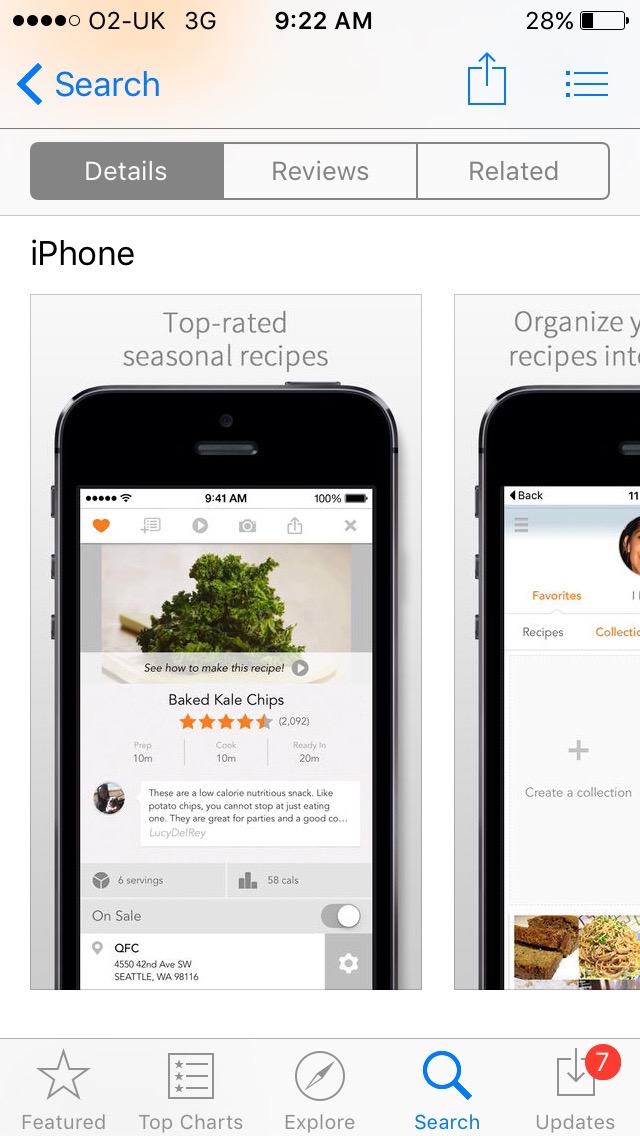 O2-UK 3G 9:22 AM 28%
Search
Details Reviews Related
iPhone
Top-rated
seasonal recipes
9:41 AM 100%
See how to make this recipe!
Baked Kale Chips
(2,092)
Prep Cook Ready In
10m 10m 20m
These are a low calorie nutritious snack. Like
potato chips, you cannot stop at just eating
one. They are great for parties and a good co...
LucyDelRey
6 servings 58 cals
On Sale
QFC
4550 42nd Ave SW
SEATTLE, WA 98116
Organize y
recipes int
Back 11
Favorites I
Recipes Collectio
Create a collection
7
Featured Top Charts Explore Search Updates